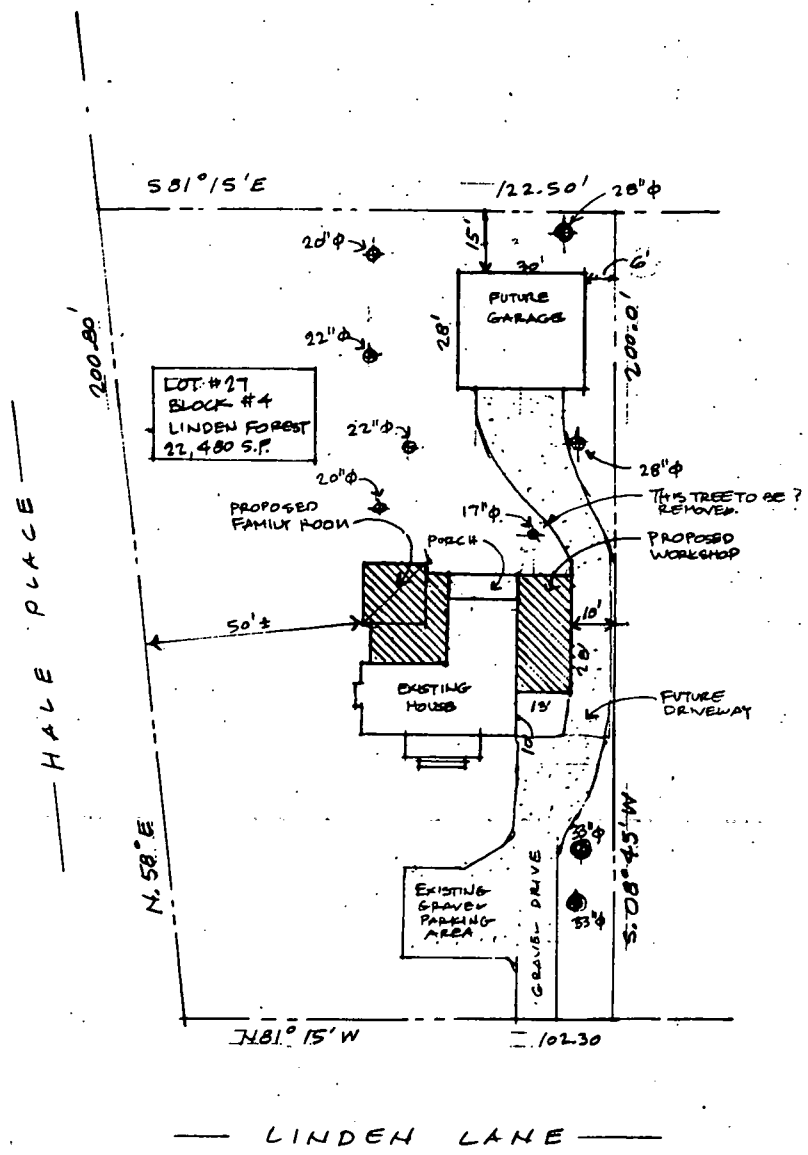 S 81° 15' E
122.50'
28"φ
20"φ
15'
30'
6'
FUTURE
GARAGE
28'
22"φ
200.80'
200.0'
LOT #27
BLOCK #4
LINDEN FOREST
22,480 S.F.
22"φ
28"φ
20"φ
THIS TREE TO BE ?
REMOVED.
17"φ
PROPOSED
FAMILY ROOM
PORCH
PROPOSED
WORKSHOP
50' ±
10'
28'
EXISTING
HOUSE
13'
FUTURE
DRIVEWAY
10'
HALE PLACE
N. 58° E.
S. 08° 45' W
33"φ
EXISTING
GRAVEL
PARKING
AREA
GRAVEL DRIVE
33"φ
N 81° 15' W
102.30
LINDEN LANE